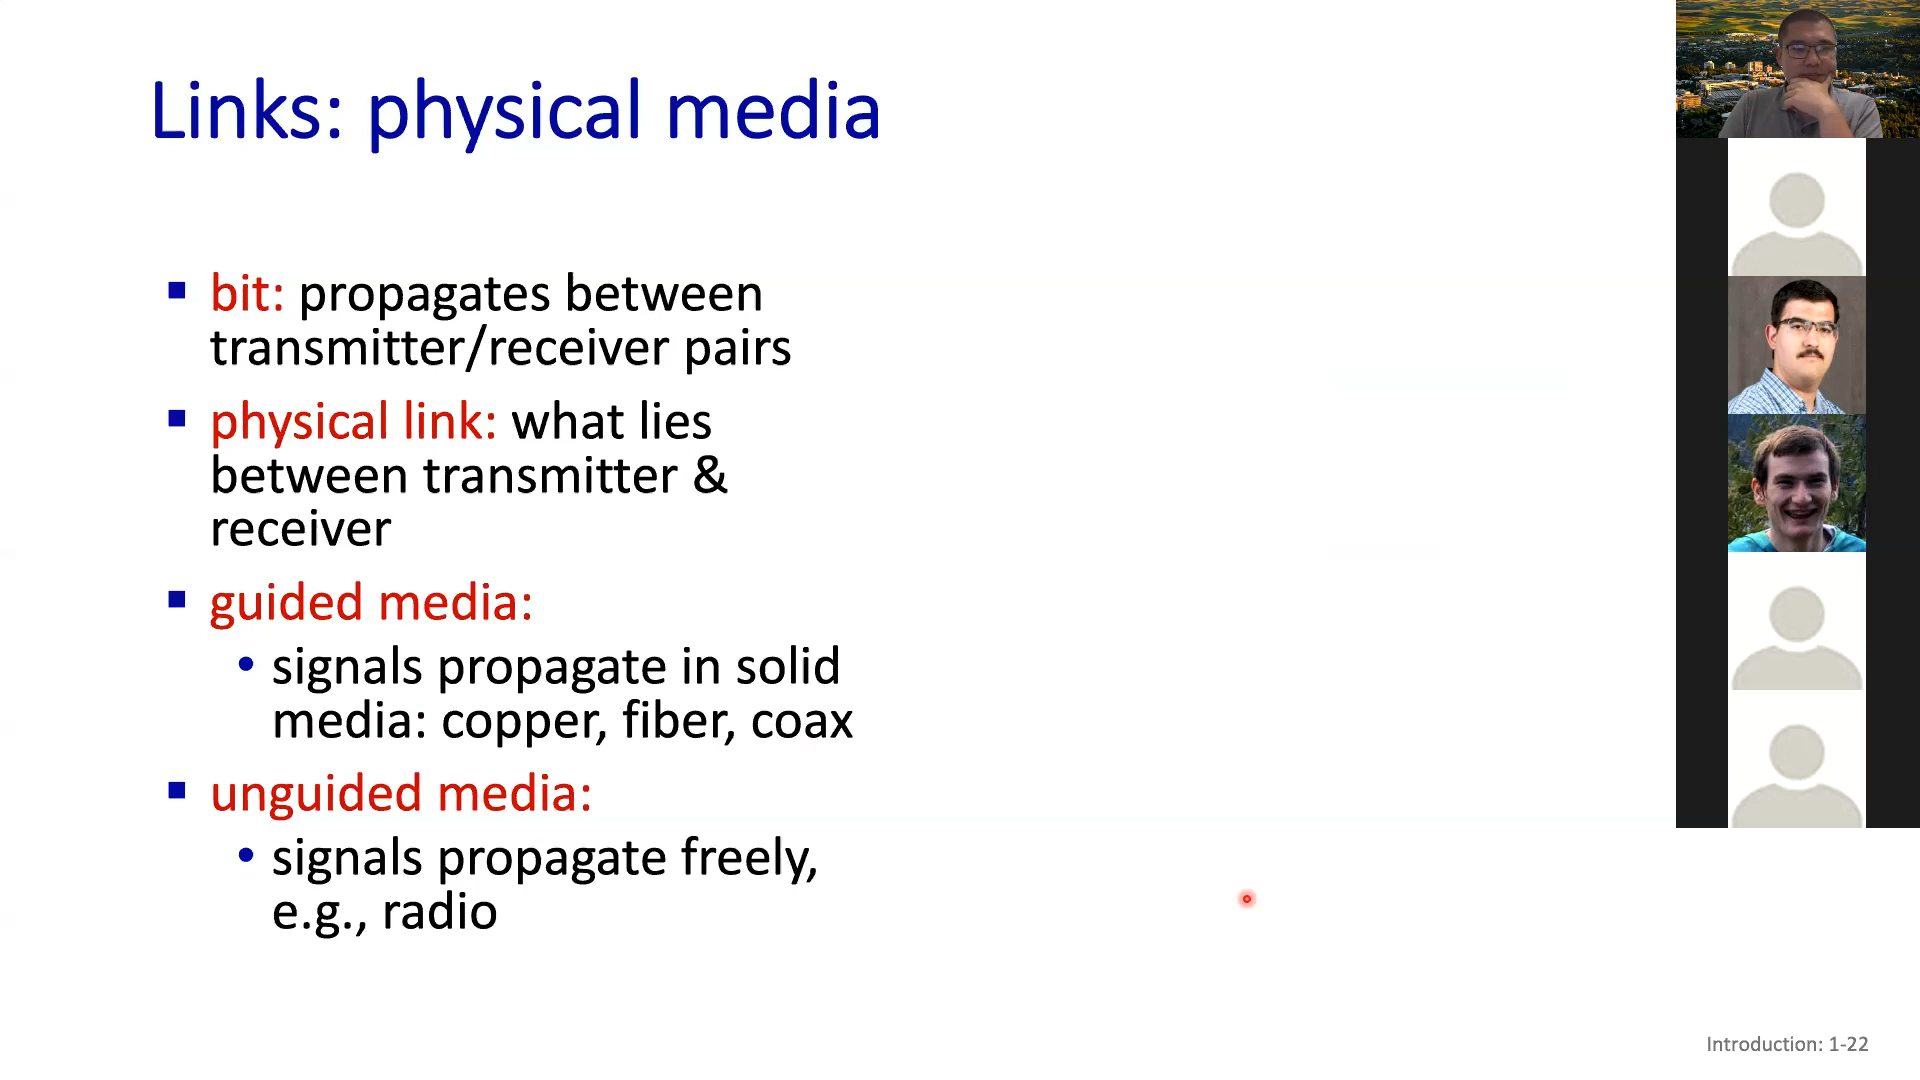 Links: physical media
▪ bit: propagates between
transmitter/receiver pairs
▪ physical link: what lies
between transmitter &
receiver
▪ guided media:
• signals propagate in solid
media: copper, fiber, coax
▪ unguided media:
• signals propagate freely,
e.g., radio
Introduction: 1-22